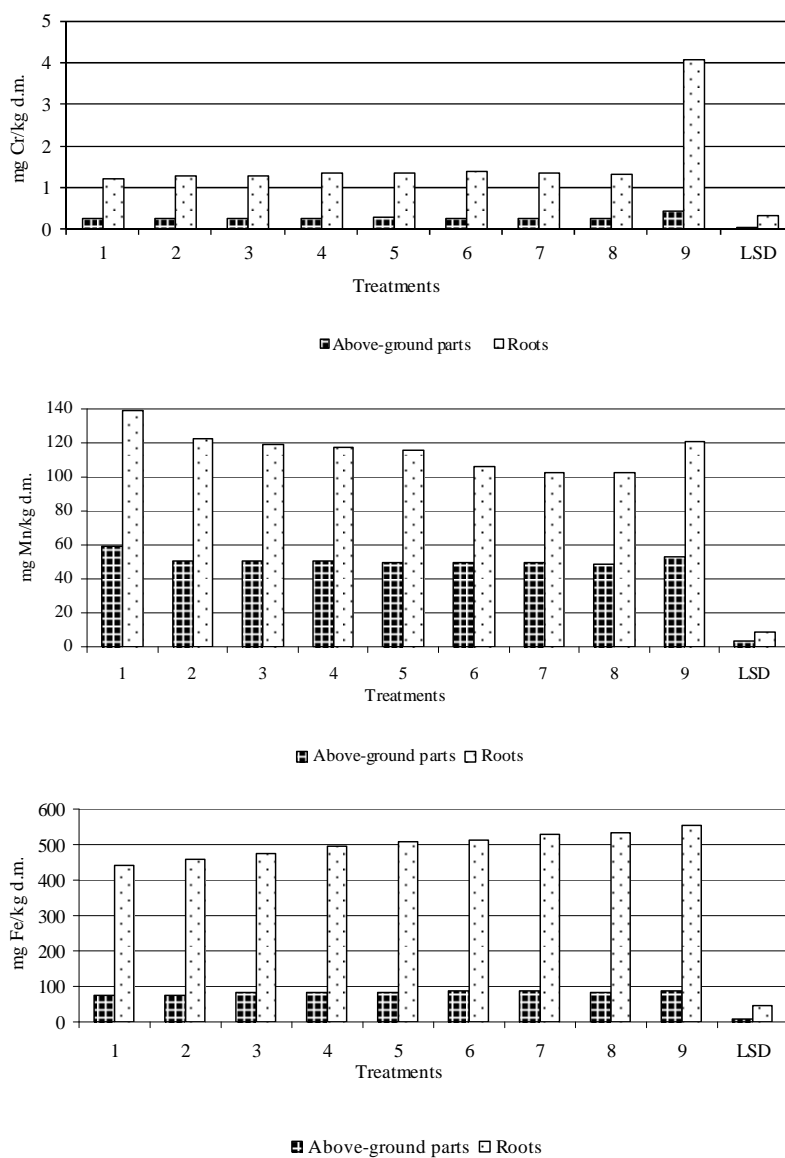 mg Cr/kg d.m.
5
4
3
2
1
0
1 2 3 4 5 6 7 8 9 LSD
Treatments
Above-ground parts Roots
mg Mn/kg d.m.
140
120
100
80
60
40
20
0
1 2 3 4 5 6 7 8 9 LSD
Treatments
Above-ground parts Roots
mg Fe/kg d.m.
600
500
400
300
200
100
0
1 2 3 4 5 6 7 8 9 LSD
Treatments
Above-ground parts Roots